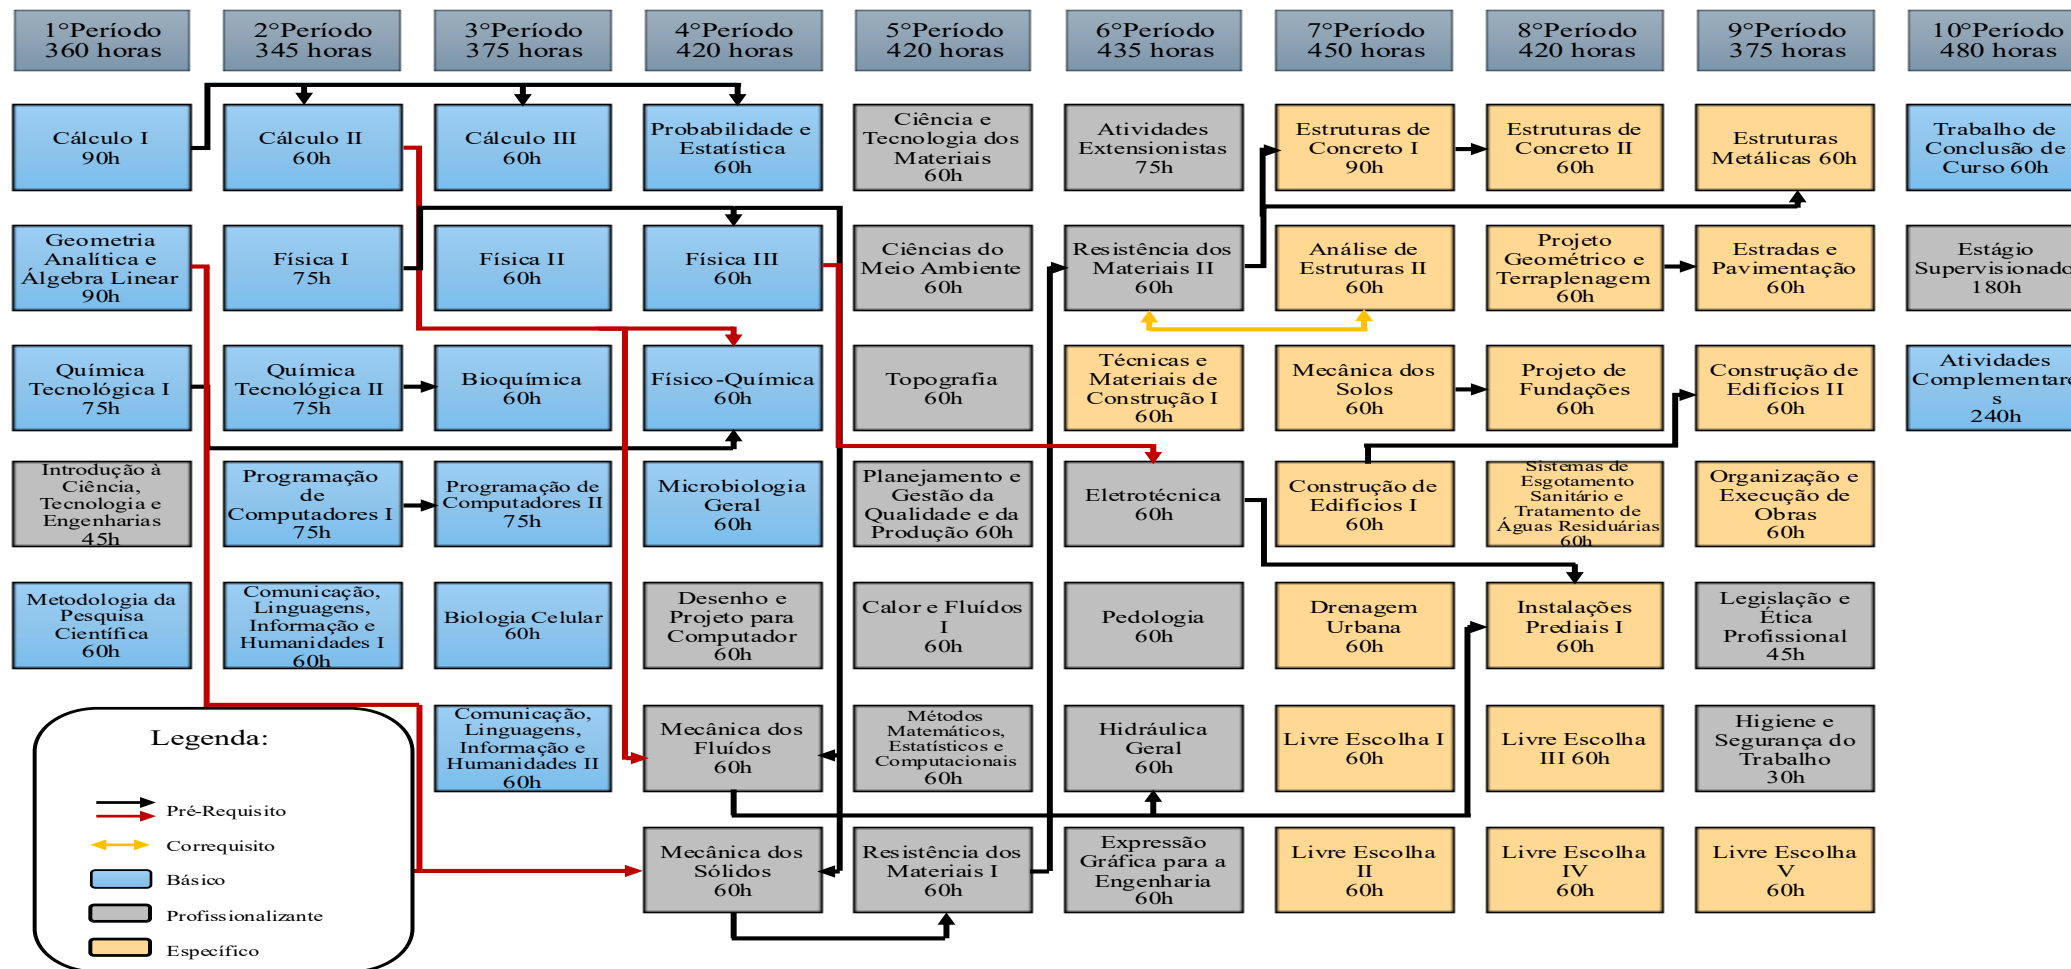 1°Período
360 horas
2°Período
345 horas
3°Período
375 horas
4°Período
420 horas
5°Período
420 horas
6°Período
435 horas
7°Período
450 horas
8°Período
420 horas
9°Período
375 horas
10°Período
480 horas
Cálculo I
90h
Cálculo II
60h
Cálculo III
60h
Probabilidade e
Estatística
60h
Ciência e
Tecnologia dos
Materiais
60h
Atividades
Extensionistas
75h
Estruturas de
Concreto I
90h
Estruturas de
Concreto II
60h
Estruturas
Metálicas 60h
Trabalho de
Conclusão de
Curso 60h
Geometria
Analítica e
Álgebra Linear
90h
Física I
75h
Física II
60h
Física III
60h
Ciências do
Meio Ambiente
60h
Resistência dos
Materiais II
60h
Análise de
Estruturas II
60h
Projeto
Geométrico e
Terraplenagem
60h
Estradas e
Pavimentação
60h
Estágio
Supervisionado
180h
Química
Tecnológica I
75h
Química
Tecnológica II
75h
Bioquímica
60h
Físico-Química
60h
Topografia
60h
Técnicas e
Materiais de
Construção I
60h
Mecânica dos
Solos
60h
Projeto de
Fundações
60h
Construção de
Edifícios II
60h
Atividades
Complementare
s
240h
Introdução à
Ciência,
Tecnologia e
Engenharias
45h
Programação
de
Computadores I
75h
Programação de
Computadores II
75h
Microbiologia
Geral
60h
Planejamento e
Gestão da
Qualidade e da
Produção 60h
Eletrotécnica
60h
Construção de
Edifícios I
60h
Sistemas de
Esgotamento
Sanitário e
Tratamento de
Águas Residuárias
60h
Organização e
Execução de
Obras
60h
Metodologia da
Pesquisa
Científica
60h
Comunicação,
Linguagens,
Informação e
Humanidades I
60h
Biologia Celular
60h
Desenho e
Projeto para
Computador
60h
Calor e Fluídos
I
60h
Pedologia
60h
Drenagem
Urbana
60h
Instalações
Prediais I
60h
Legislação e
Ética
Profissional
45h
Comunicação,
Linguagens,
Informação e
Humanidades II
60h
Mecânica dos
Fluídos
60h
Métodos
Matemáticos,
Estatísticos e
Computacionais
60h
Hidráulica
Geral
60h
Livre Escolha I
60h
Livre Escolha
III 60h
Higiene e
Segurança do
Trabalho
30h
Mecânica dos
Sólidos
60h
Resistência dos
Materiais I
60h
Expressão
Gráfica para a
Engenharia
60h
Livre Escolha
II
60h
Livre Escolha
IV
60h
Livre Escolha
V
60h
Legenda:
Pré-Requisito
Correquisito
Básico
Profissionalizante
Específico